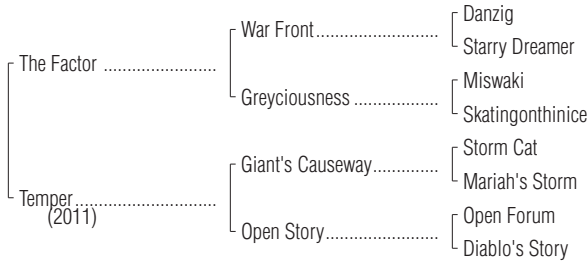 Danzig
War Front
Starry Dreamer
The Factor
Miswaki
Greyciousness
Skatingonthinice
Storm Cat
Giant's Causeway
Mariah's Storm
Temper
(2011)
Open Forum
Open Story
Diablo's Story